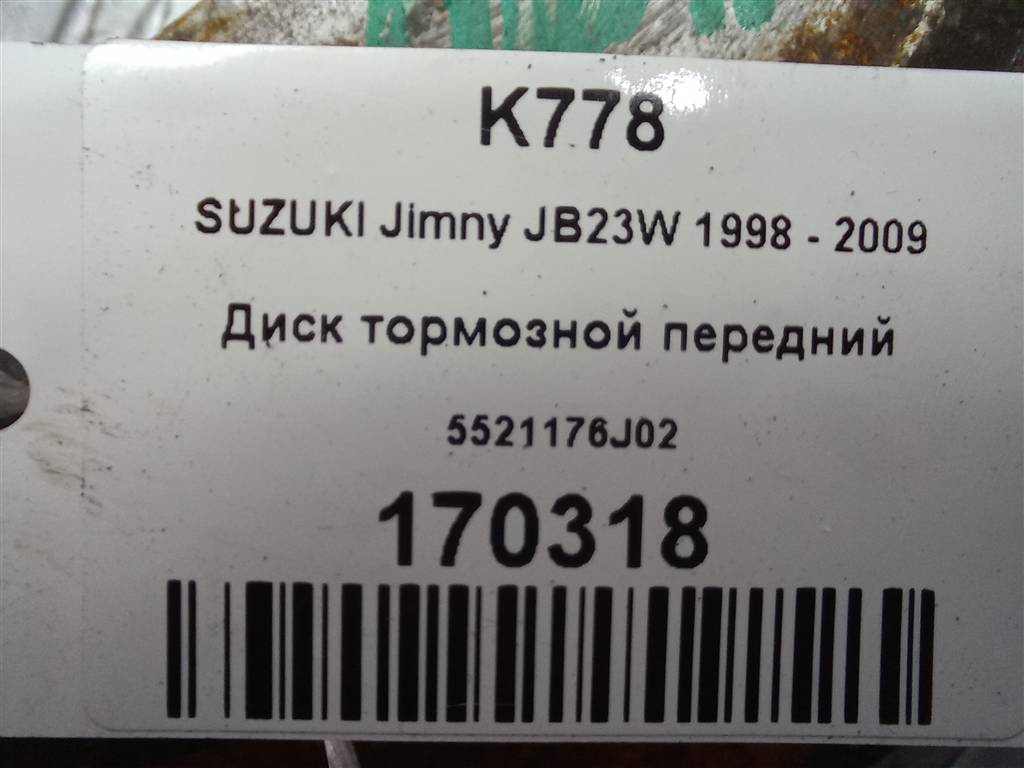 K778
SUZUKI Jimny JB23W 1998 - 2009
Диск тормозной передний
5521176J02
170318